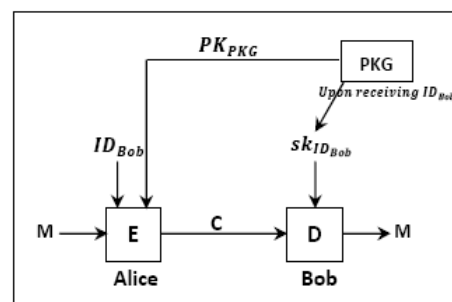 PK_PKG
PKG
Upon receiving ID_Bob
ID_Bob
sk_ID_Bob
M
E
C
D
M
Alice
Bob